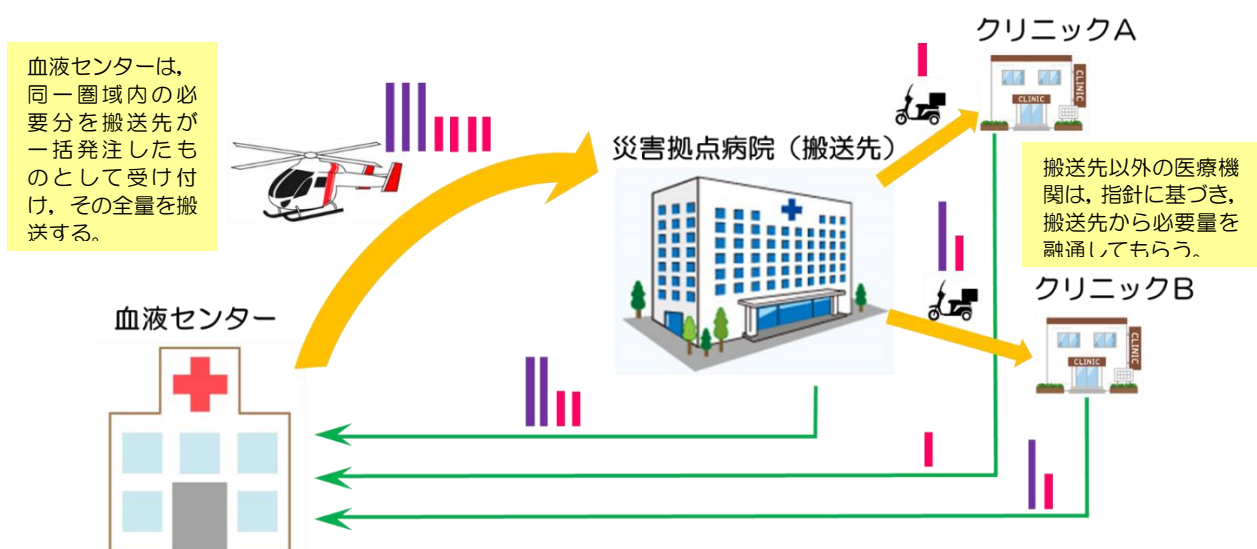 クリニックA
血液センターは,
同一圏域内の必
要分を搬送先が
一括発注したも
のとして受け付
け,その全量を搬
送する。
CLINIC
CLINIC
災害拠点病院(搬送先)
搬送先以外の医療機
関は,指針に基づき,
搬送先から必要量を
融通してもらう。
クリニックB
血液センター
CLINIC
CLINIC